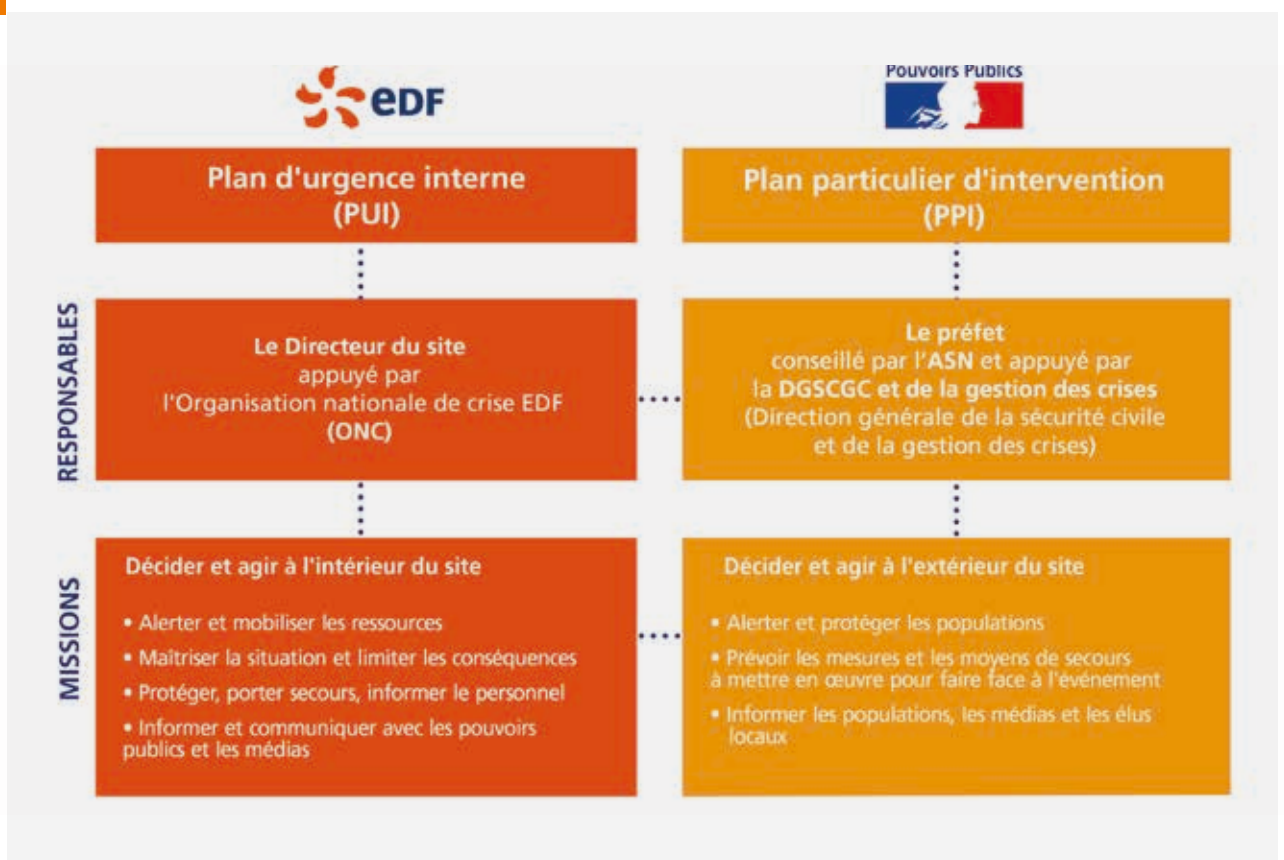 edF
Pouvoirs Publics
Plan d'urgence interne
(PUI)
Plan particulier d'intervention
(PPI)
RESPONSABLES
Le Directeur du site
appuyé par
l'Organisation nationale de crise EDF
(ONC)
Le préfet
conseillé par l'ASN et appuyé par
la DGSCGC et de la gestion des crises
(Direction générale de la sécurité civile
et de la gestion des crises)
MISSIONS
Décider et agir à l'intérieur du site
• Alerter et mobiliser les ressources
• Maîtriser la situation et limiter les conséquences
• Protéger, porter secours, informer le personnel
• Informer et communiquer avec les pouvoirs
publics et les médias
Décider et agir à l'extérieur du site
• Alerter et protéger les populations
• Prévoir les mesures et les moyens de secours
à mettre en œuvre pour faire face à l'événement
• Informer les populations, les médias et les élus
locaux